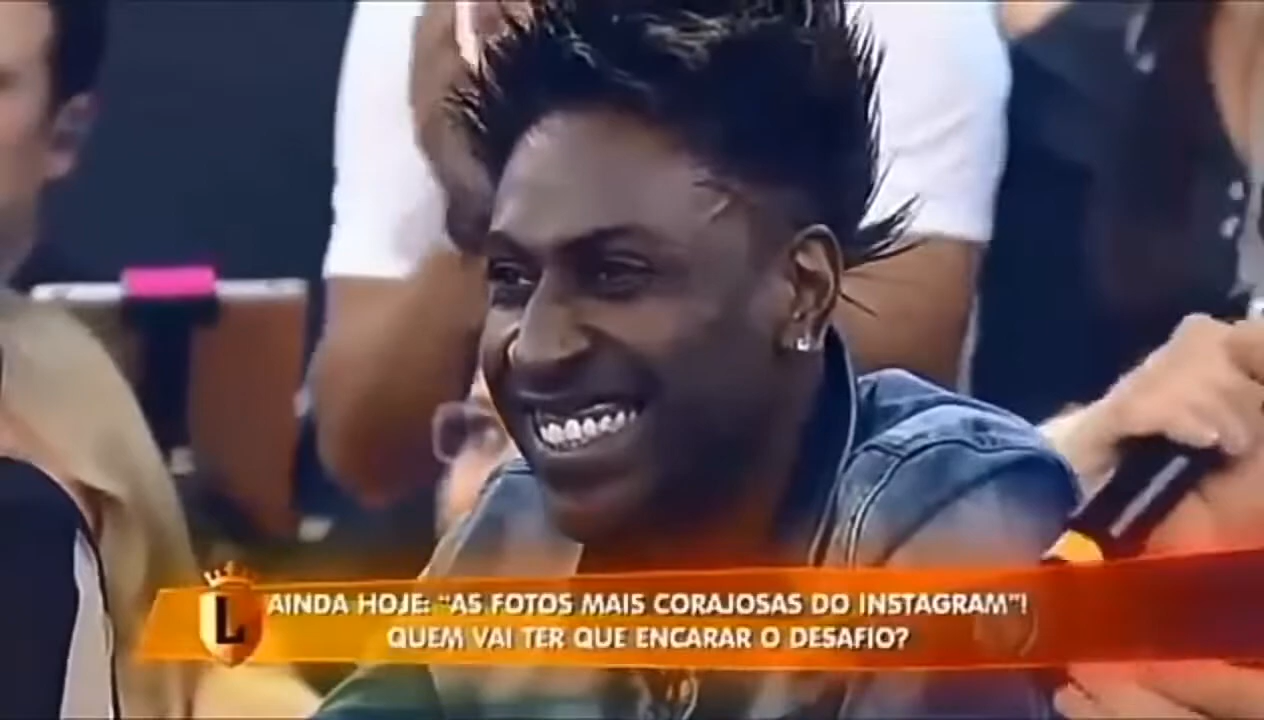 L
AINDA HOJE: "AS FOTOS MAIS CORAJOSAS DO INSTAGRAM"!
QUEM VAI TER QUE ENCARAR O DESAFIO?